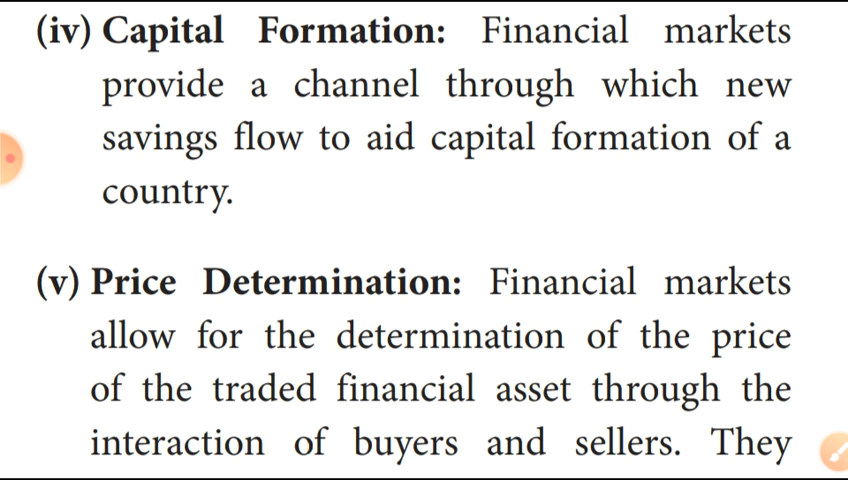 (iv) Capital Formation: Financial markets
provide a channel through which new
savings flow to aid capital formation of a
country.
(v) Price Determination: Financial markets
allow for the determination of the price
of the traded financial asset through the
interaction of buyers and sellers. They